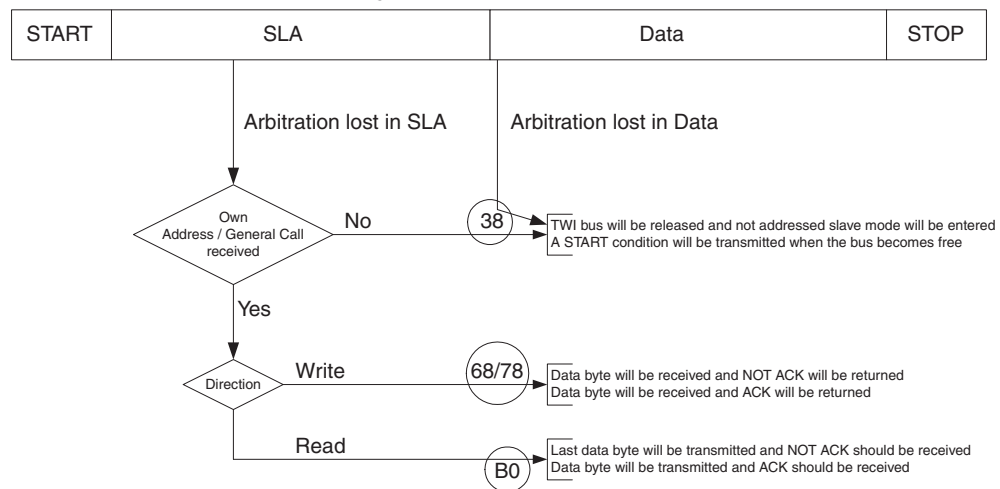 START SLA Data STOP
Arbitration lost in SLA Arbitration lost in Data
Own
Address / General Call
received
No
38
TWI bus will be released and not addressed slave mode will be entered
A START condition will be transmitted when the bus becomes free
Yes
Direction
Write
68/78
Data byte will be received and NOT ACK will be returned
Data byte will be received and ACK will be returned
Read
B0
Last data byte will be transmitted and NOT ACK should be received
Data byte will be transmitted and ACK should be received